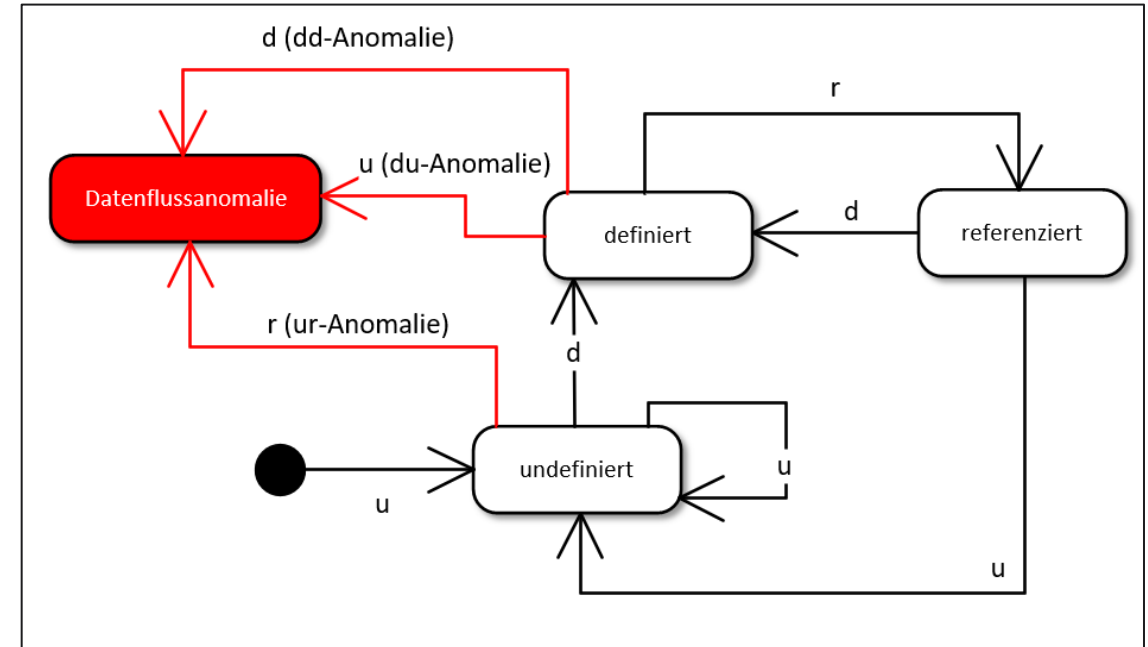 d (dd-Anomalie)
r
u (du-Anomalie)
Datenflussanomalie
definiert
d
referenziert
r (ur-Anomalie)
d
undefiniert
u
u
u